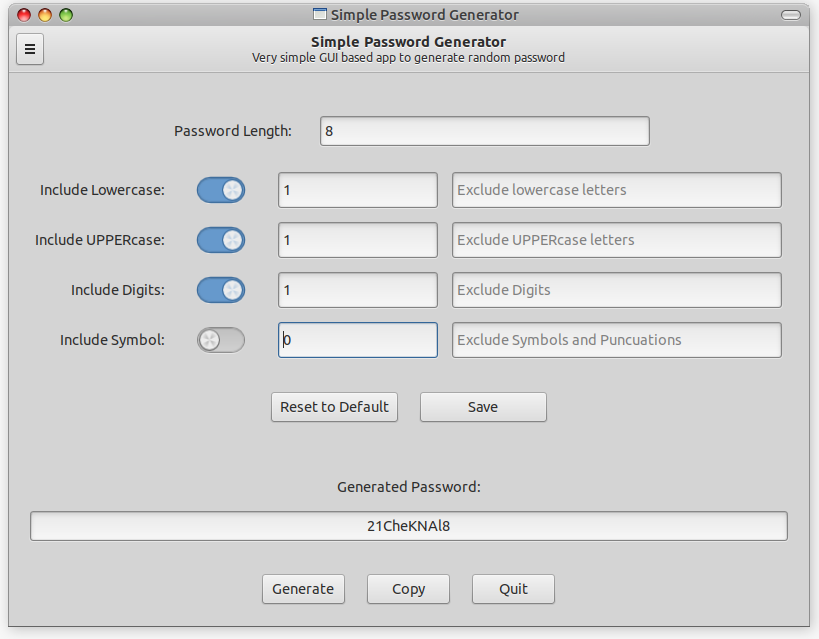 Simple Password Generator
Simple Password Generator
Very simple GUI based app to generate random password
Password Length: 8
Include Lowercase: 1 Exclude lowercase letters
Include UPPERcase: 1 Exclude UPPERcase letters
Include Digits: 1 Exclude Digits
Include Symbol: 0 Exclude Symbols and Puncuations
Reset to Default Save
Generated Password:
21CheKNAl8
Generate Copy Quit